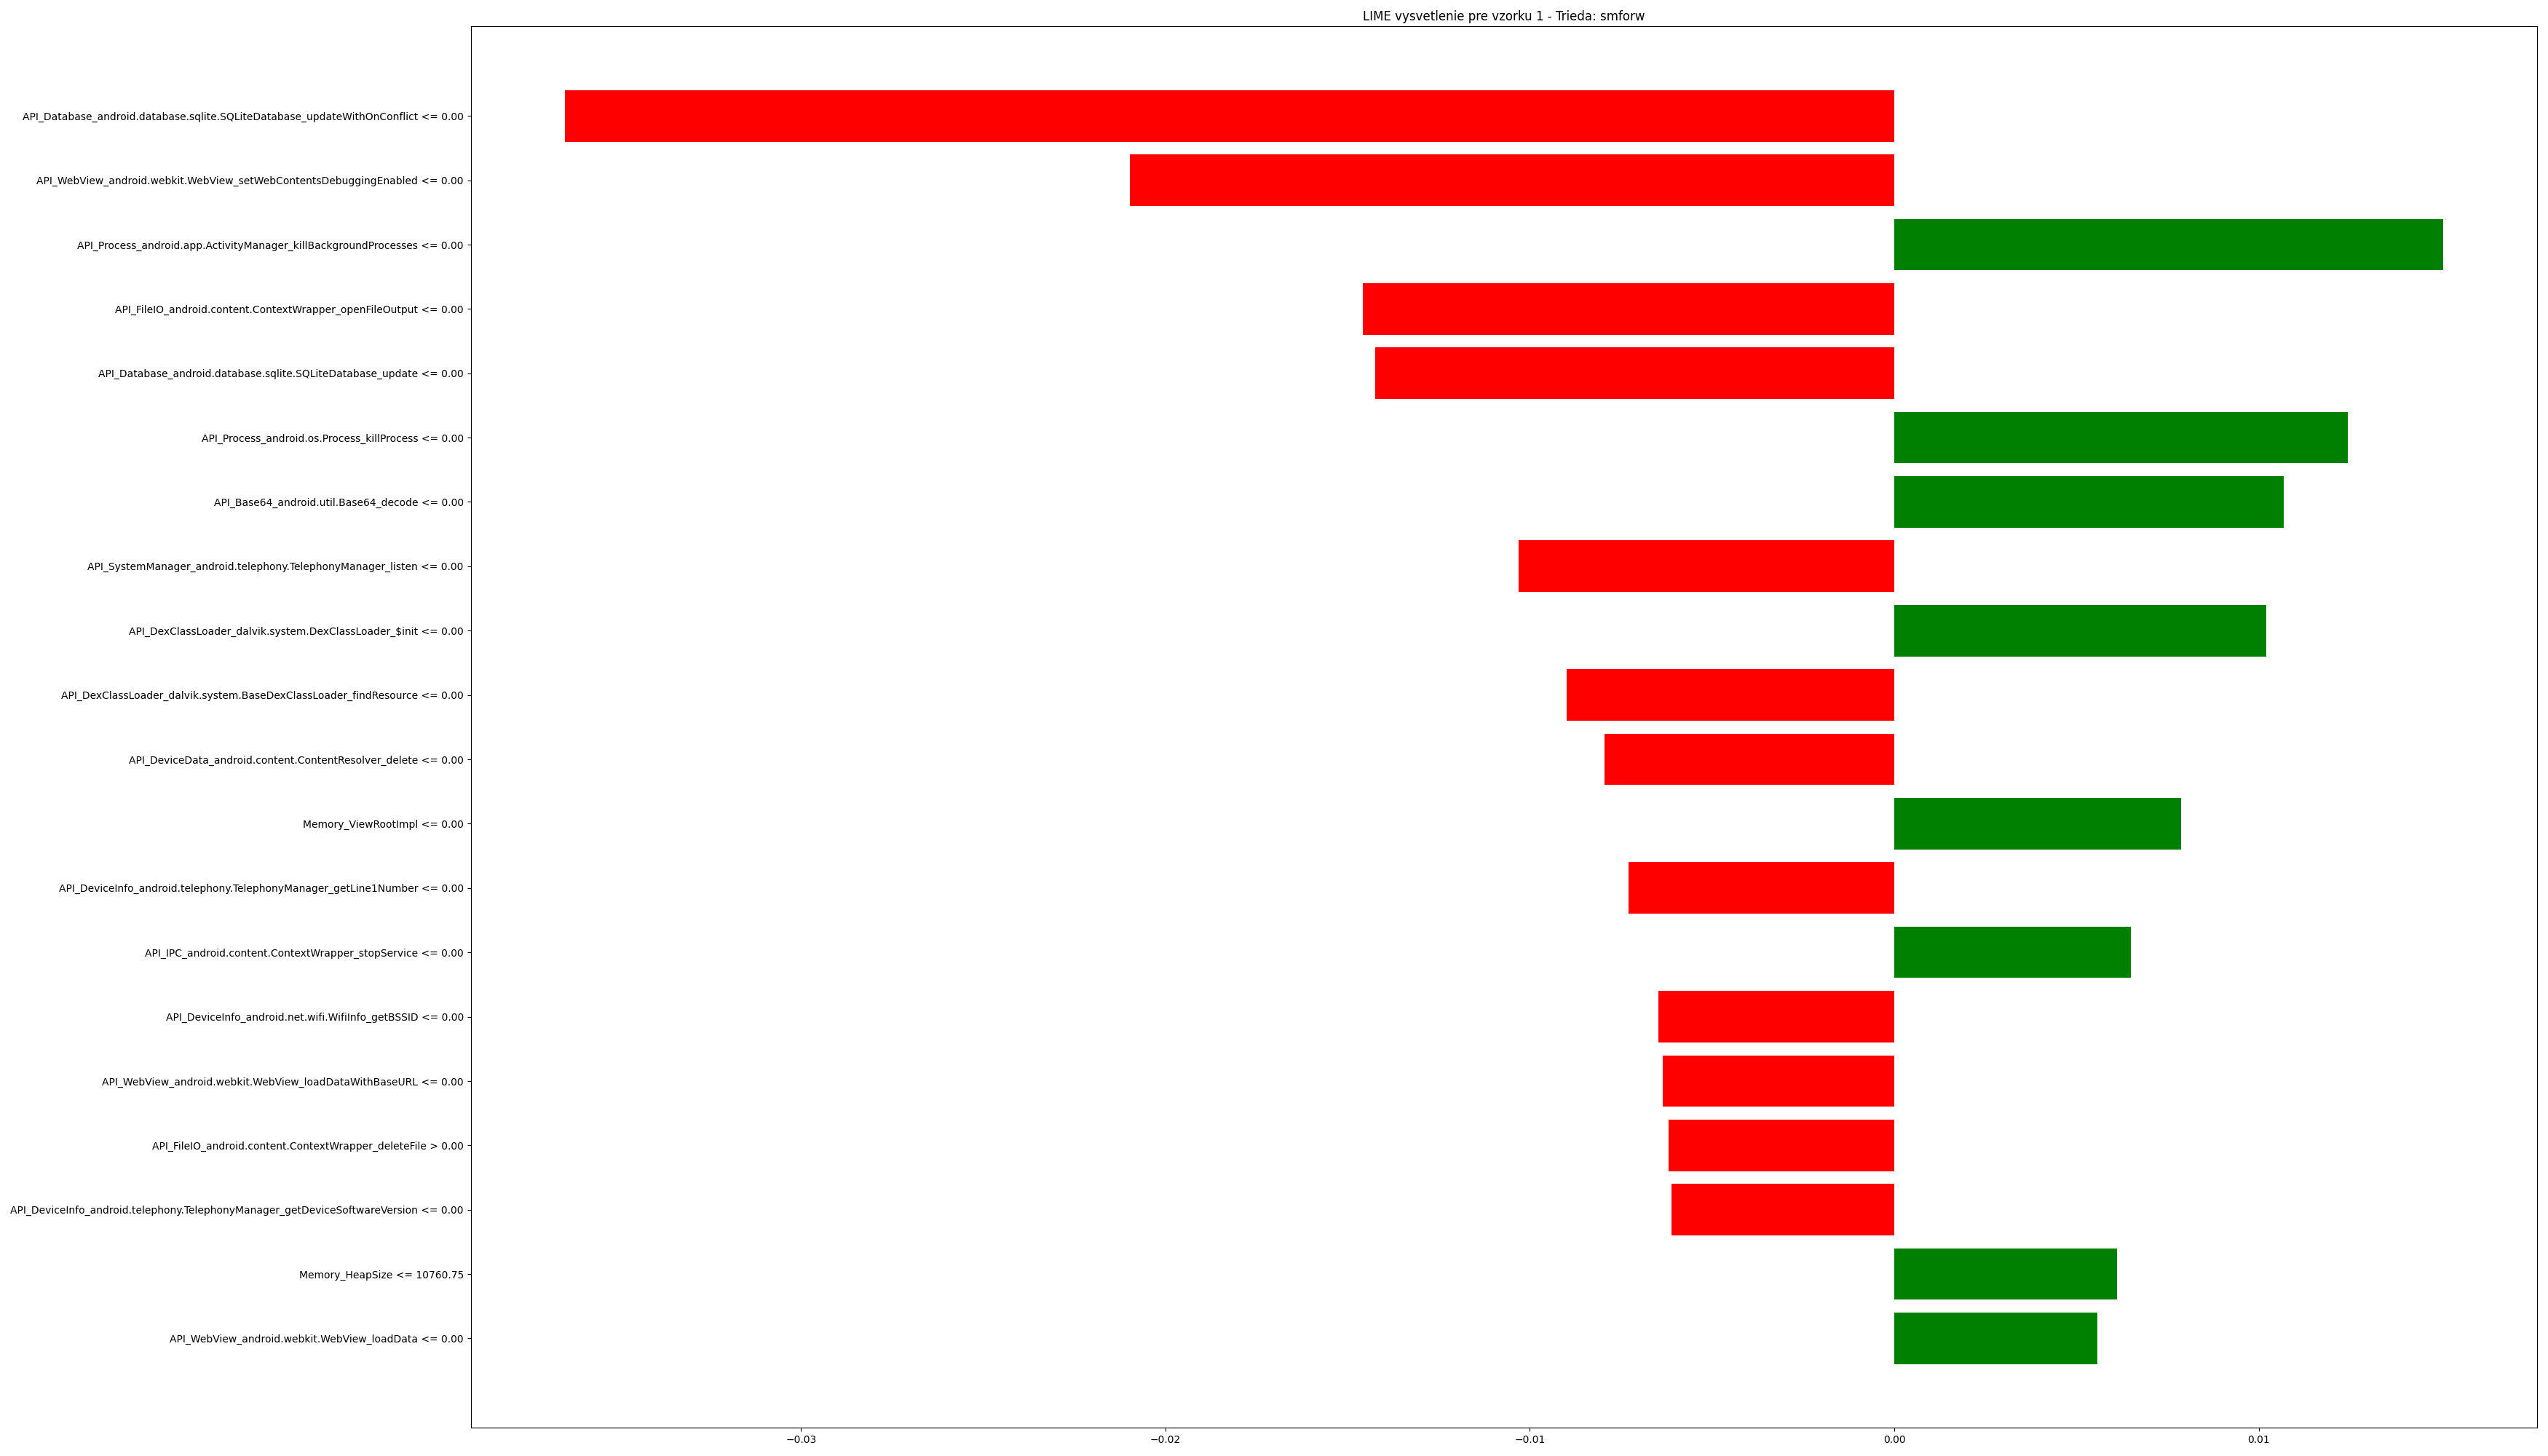 LIME vysvetlenie pre vzorku 1 - Trieda: smforw
API_Database_android.database.sqlite.SQLiteDatabase_updateWithOnConflict <= 0.00
API_WebView_android.webkit.WebView_setWebContentsDebuggingEnabled <= 0.00
API_Process_android.app.ActivityManager_killBackgroundProcesses <= 0.00
API_FileIO_android.content.ContextWrapper_openFileOutput <= 0.00
API_Database_android.database.sqlite.SQLiteDatabase_update <= 0.00
API_Process_android.os.Process_killProcess <= 0.00
API_Base64_android.util.Base64_decode <= 0.00
API_SystemManager_android.telephony.TelephonyManager_listen <= 0.00
API_DexClassLoader_dalvik.system.DexClassLoader_$init <= 0.00
API_DexClassLoader_dalvik.system.BaseDexClassLoader_findResource <= 0.00
API_DeviceData_android.content.ContentResolver_delete <= 0.00
Memory_ViewRootImpl <= 0.00
API_DeviceInfo_android.telephony.TelephonyManager_getLine1Number <= 0.00
API_IPC_android.content.ContextWrapper_stopService <= 0.00
API_DeviceInfo_android.net.wifi.WifiInfo_getBSSID <= 0.00
API_WebView_android.webkit.WebView_loadDataWithBaseURL <= 0.00
API_FileIO_android.content.ContextWrapper_deleteFile > 0.00
API_DeviceInfo_android.telephony.TelephonyManager_getDeviceSoftwareVersion <= 0.00
Memory_HeapSize <= 10760.75
API_WebView_android.webkit.WebView_loadData <= 0.00
−0.03 −0.02 −0.01 0.00 0.01